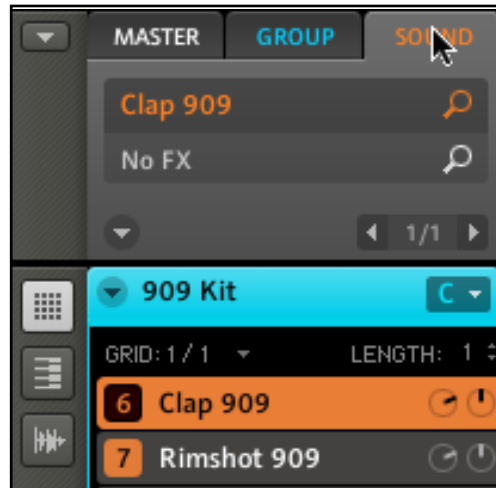 MASTER GROUP SOUND
Clap 909
No FX
1/1
909 Kit C
GRID: 1 / 1 LENGTH: 1
6 Clap 909
7 Rimshot 909